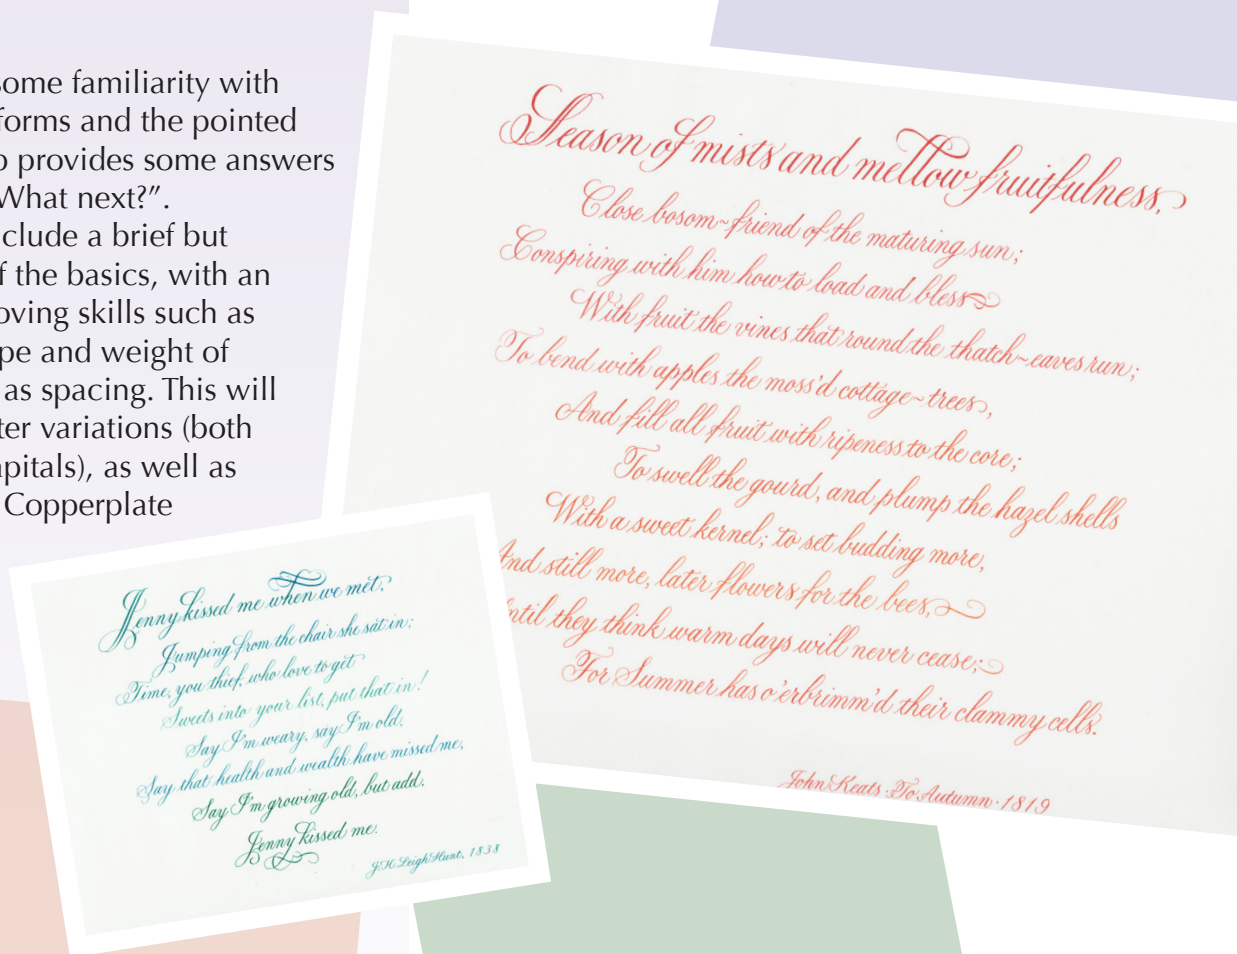 some familiarity with
forms and the pointed
provides some answers
What next?”.
clude a brief but
f the basics, with an
oving skills such as
pe and weight of
as spacing. This will
ter variations (both
apitals), as well as
Copperplate
Season of mists and mellow fruitfulness,
Close bosom-friend of the maturing sun;
Conspiring with him how to load and bless
With fruit the vines that round the thatch-eaves run;
To bend with apples the moss'd cottage-trees,
And fill all fruit with ripeness to the core;
To swell the gourd, and plump the hazel shells
With a sweet kernel; to set budding more,
And still more, later flowers for the bees,
ntil they think warm days will never cease;
For Summer has o'erbrimm'd their clammy cells.
John Keats · To Autumn · 1819
Jenny kissed me when we met,
Jumping from the chair she sat in;
Time, you thief, who love to get
Sweets into your list, put that in!
Say I'm weary, say I'm old,
Say that health and wealth have missed me,
Say I'm growing old, but add,
Jenny kissed me.
J.H. Leigh Hunt, 1838